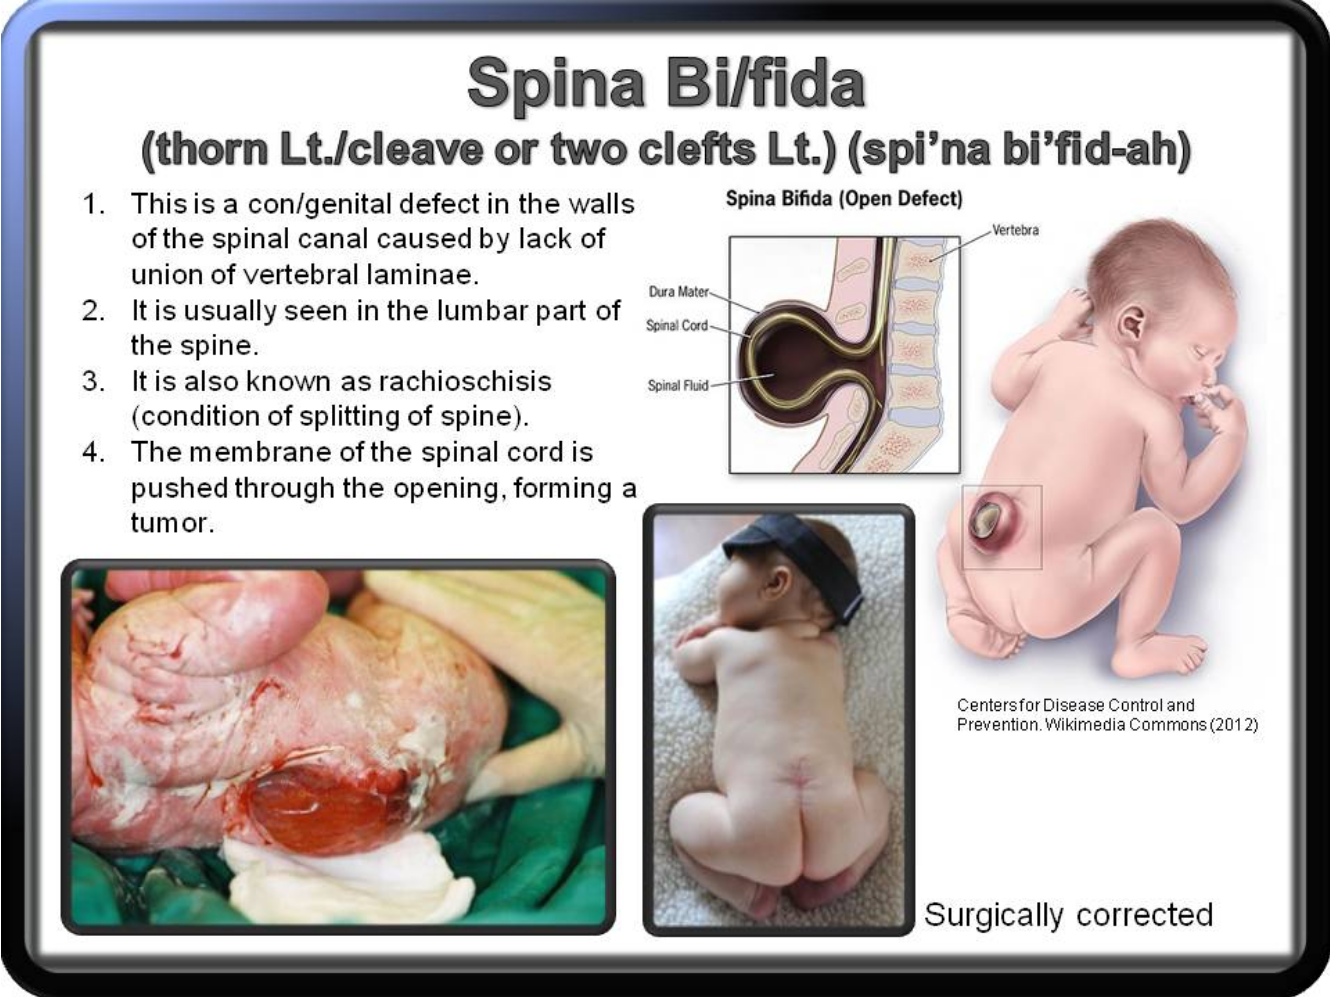 Spina Bi/fida
(thorn Lt./cleave or two clefts Lt.) (spi’na bi’fid-ah)
1. This is a con/genital defect in the walls
of the spinal canal caused by lack of
union of vertebral laminae.
2. It is usually seen in the lumbar part of
the spine.
3. It is also known as rachioschisis
(condition of splitting of spine).
4. The membrane of the spinal cord is
pushed through the opening, forming a
tumor.
Spina Bifida (Open Defect)
Vertebra
Dura Mater
Spinal Cord
Spinal Fluid
Centers for Disease Control and
Prevention. Wikimedia Commons (2012)
Surgically corrected